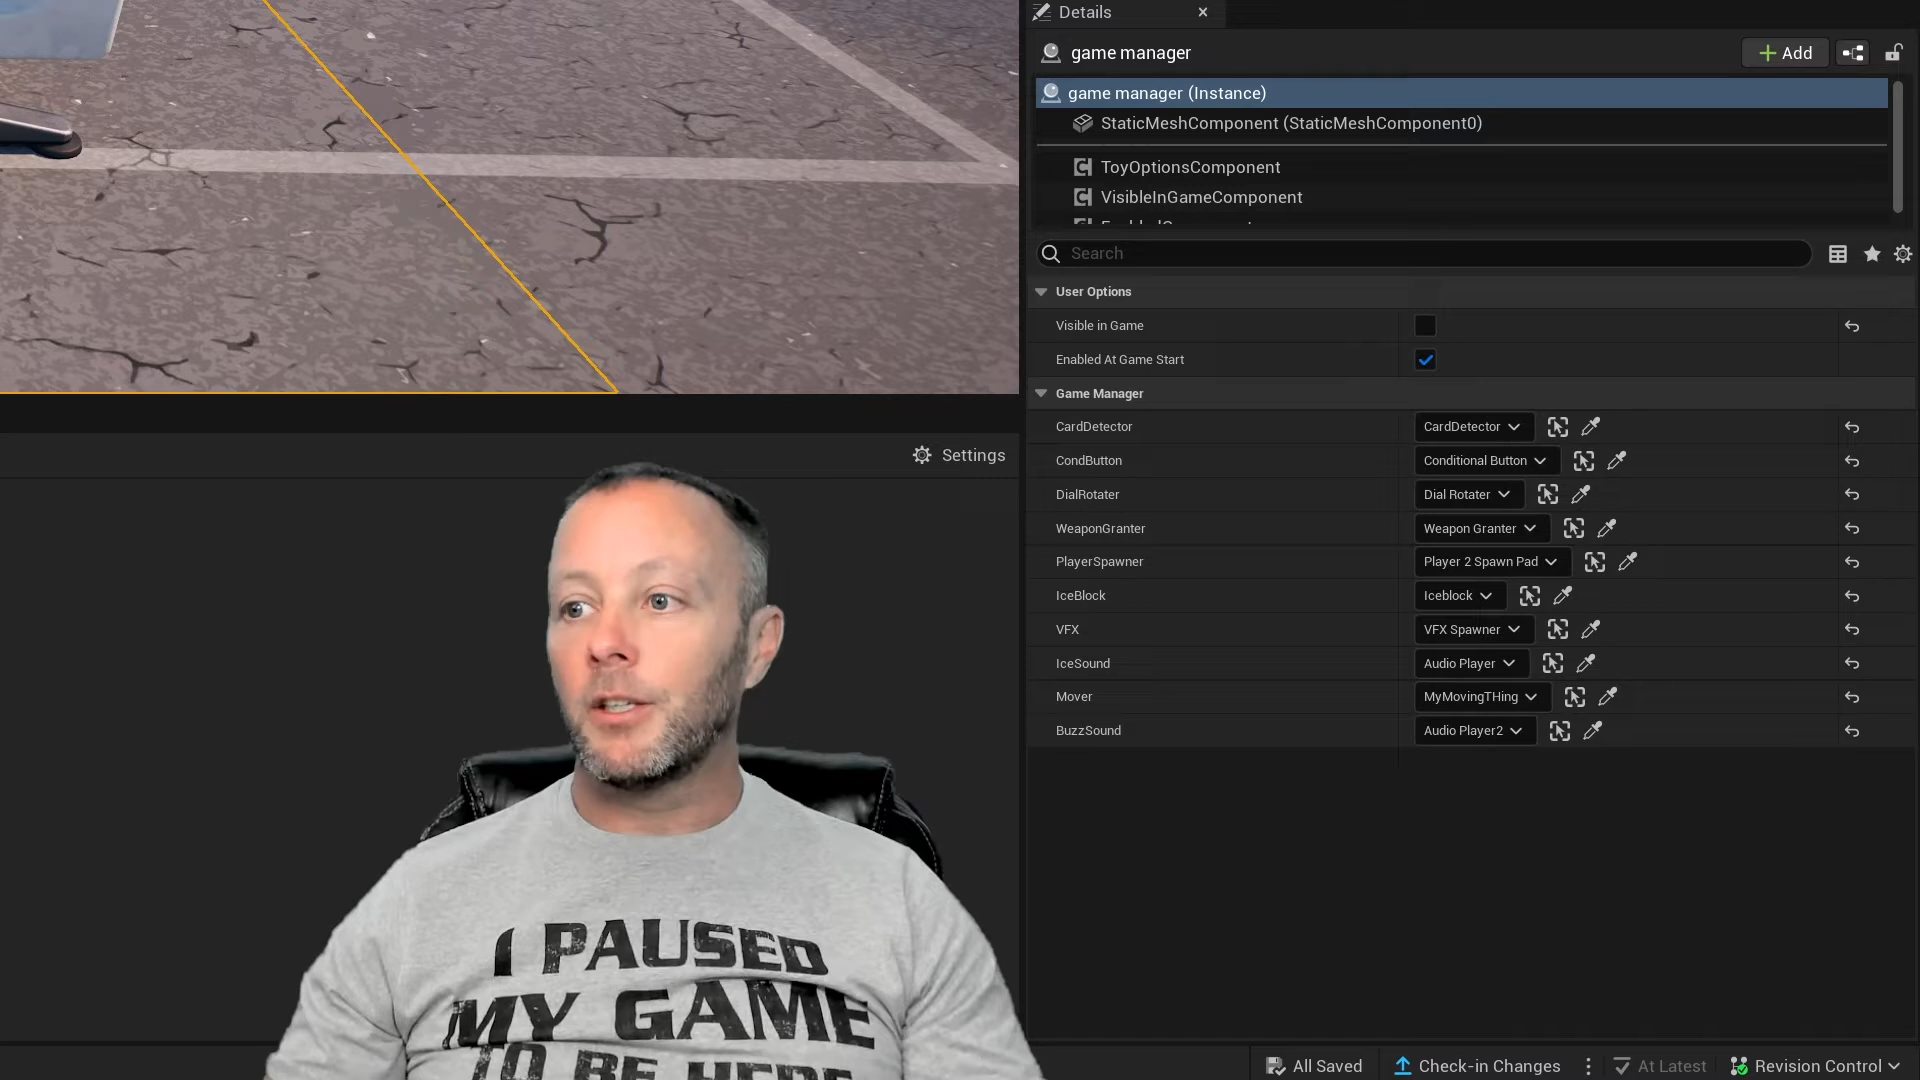 Details
game manager
Add
game manager (Instance)
StaticMeshComponent (StaticMeshComponent0)
ToyOptionsComponent
VisibleInGameComponent
Search
User Options
Visible in Game
Enabled At Game Start
Game Manager
CardDetector CardDetector
CondButton Conditional Button
DialRotater Dial Rotater
WeaponGranter Weapon Granter
PlayerSpawner Player 2 Spawn Pad
IceBlock Iceblock
VFX VFX Spawner
IceSound Audio Player
Mover MyMovingTHing
BuzzSound Audio Player2
Settings
I PAUSED
MY GAME
TO BE HERE
All Saved Check-in Changes At Latest Revision Control